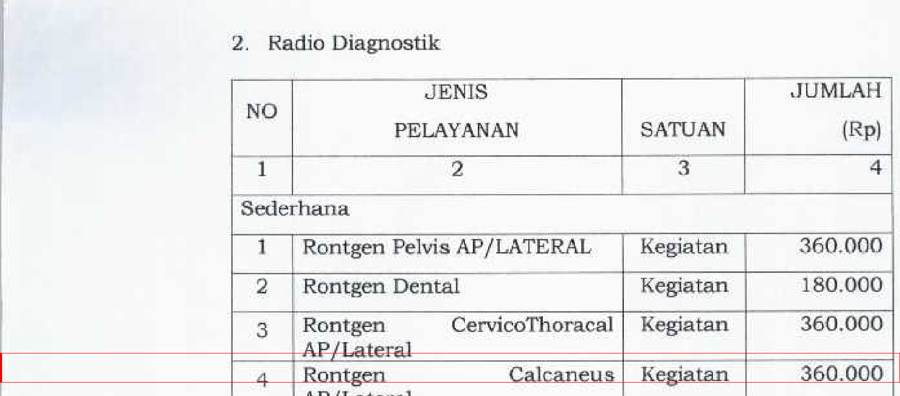 2. Radio Diagnostik
NO JENIS PELAYANAN SATUAN JUMLAH (Rp)
1 2 3 4
Sederhana
1 Rontgen Pelvis AP/LATERAL Kegiatan 360.000
2 Rontgen Dental Kegiatan 180.000
3 Rontgen CervicoThoracal Kegiatan 360.000
AP/Lateral
4 Rontgen Calcaneus Kegiatan 360.000
AP/Lateral